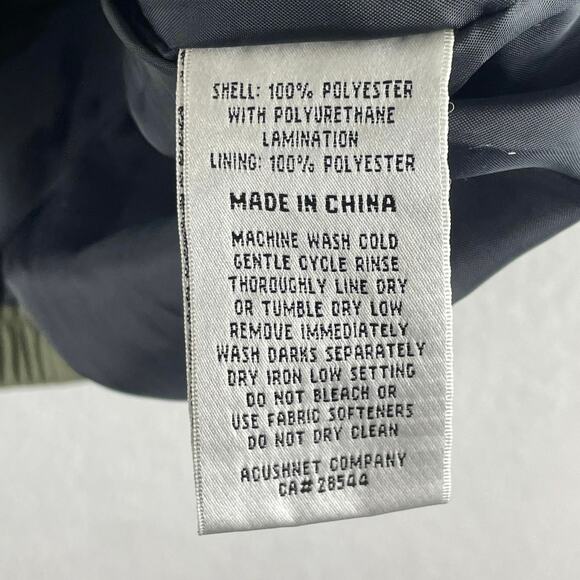 SHELL: 100% POLYESTER
WITH POLYURETHANE
LAMINATION
LINING: 100% POLYESTER
MADE IN CHINA
MACHINE WASH COLD
GENTLE CYCLE RINSE
THOROUGHLY LINE DRY
OR TUMBLE DRY LOW
REMOVE IMMEDIATELY
WASH DARKS SEPARATELY
DRY IRON LOW SETTING
DO NOT BLEACH OR
USE FABRIC SOFTENERS
DO NOT DRY CLEAN
ACUSHNET COMPANY
CA# 28544